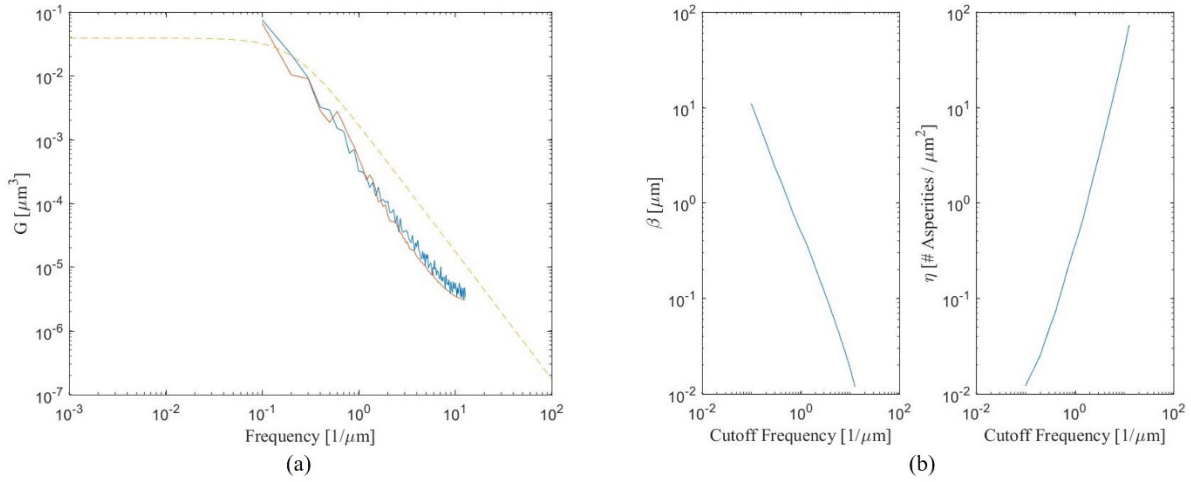 10^-1
10^-2
10^-3
10^-4
10^-5
10^-6
10^-7
G [μm^3]
10^-3 10^-2 10^-1 10^0 10^1 10^2
Frequency [1/μm]
(a)
10^2
10^1
10^0
10^-1
10^-2
β [μm]
10^-2 10^0 10^2
Cutoff Frequency [1/μm]
10^2
10^1
10^0
10^-1
10^-2
η [# Asperities / μm^2]
10^-2 10^0 10^2
Cutoff Frequency [1/μm]
(b)